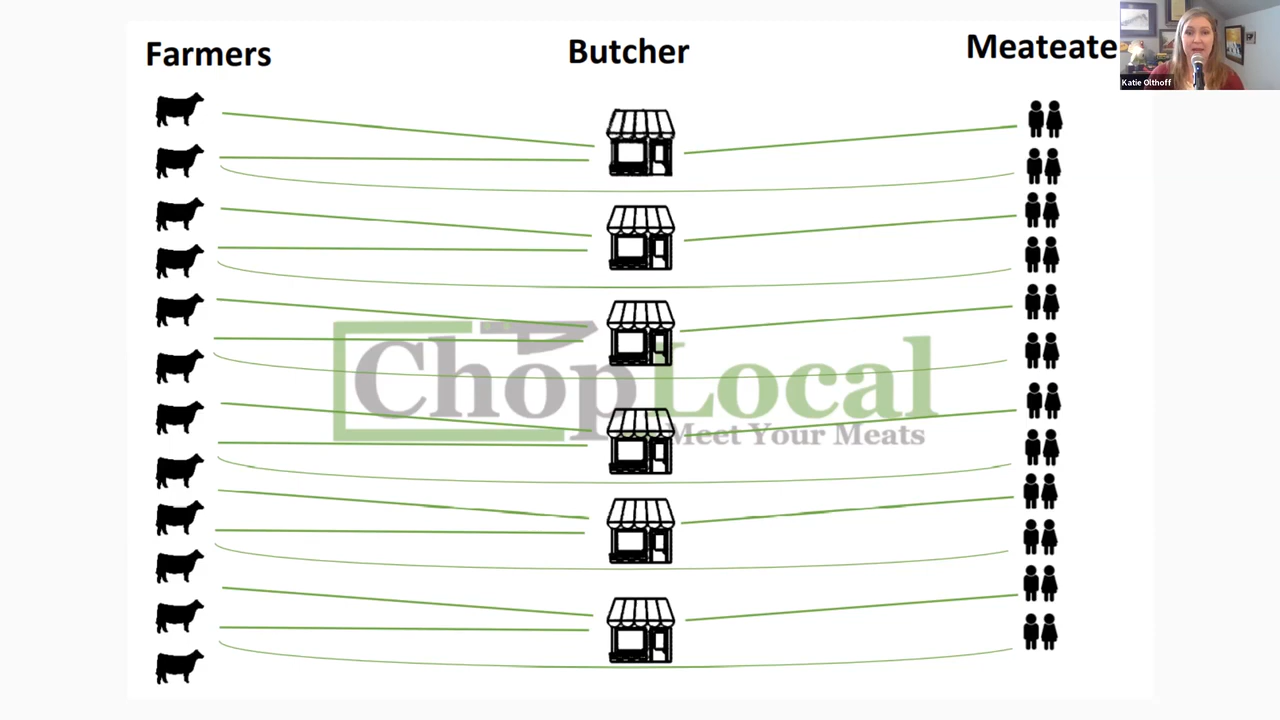 Farmers
Butcher
Meateate
Katie Olthoff
ChopLocal
Meet Your Meats